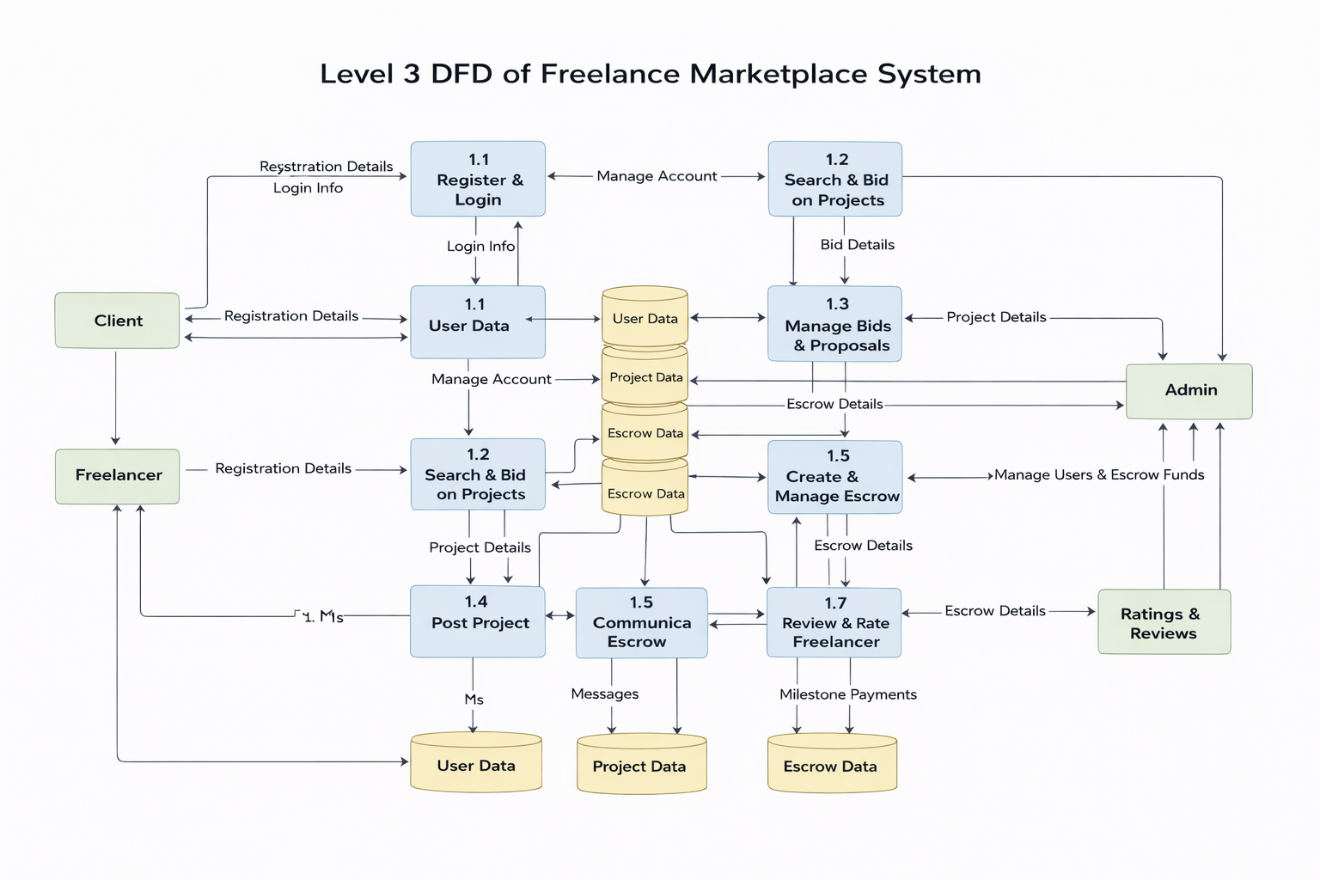 Level 3 DFD of Freelance Marketplace System
1.1
Register &
Login
1.2
Search & Bid
on Projects
Login Info
Manage Account
Login Info
Bid Details
Client
Registration Details
1.1
User Data
User Data
1.3
Manage Bids
& Proposals
Project Details
Manage Account
Project Data
Escrow Details
Admin
Freelancer
Registration Details
1.2
Search & Bid
on Projects
Escrow Data
Escrow Data
1.5
Create &
Manage Escrow
Manage Users & Escrow Funds
Project Details
Escrow Details
1.4
Post Project
1.5
Communica
Escrow
1.7
Review & Rate
Freelancer
Escrow Details
Ratings &
Reviews
Ms
Messages
Milestone Payments
User Data
Project Data
Escrow Data